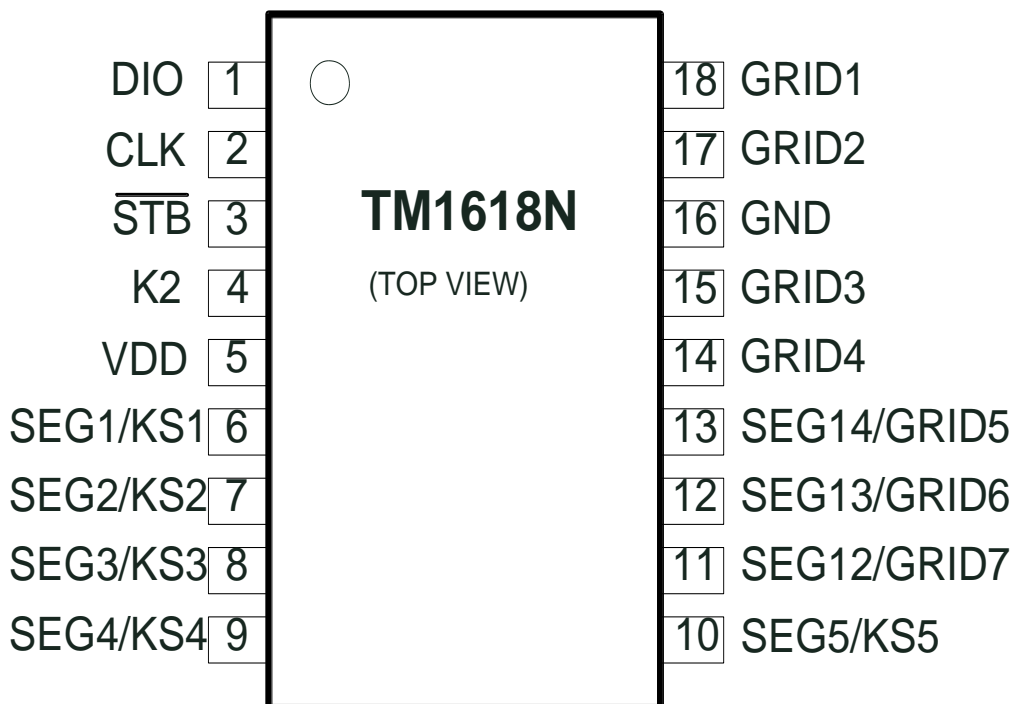 DIO 1 18 GRID1
CLK 2 17 GRID2
S̅T̅B̅ 3 TM1618N 16 GND
K2 4 (TOP VIEW) 15 GRID3
VDD 5 14 GRID4
SEG1/KS1 6 13 SEG14/GRID5
SEG2/KS2 7 12 SEG13/GRID6
SEG3/KS3 8 11 SEG12/GRID7
SEG4/KS4 9 10 SEG5/KS5